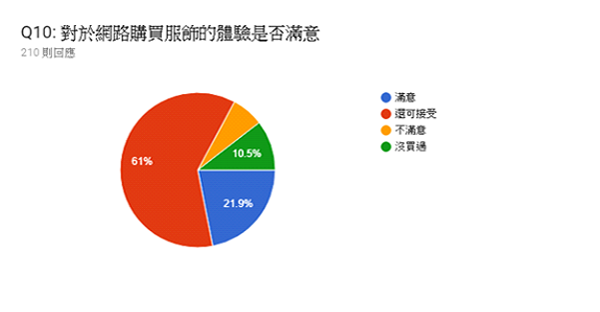 Q10: 對於網路購買服飾的體驗是否滿意
210 則回應
滿意
還可接受
不滿意
沒買過
61%
10.5%
21.9%